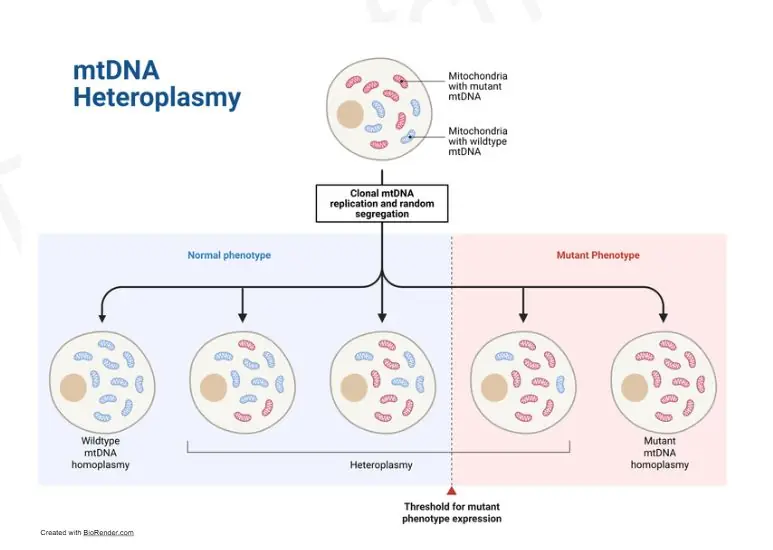 mtDNA
Heteroplasmy
Mitochondria
with mutant
mtDNA
Mitochondria
with wildtype
mtDNA
Clonal mtDNA
replication and random
segregation
Normal phenotype
Mutant Phenotype
Wildtype
mtDNA
homoplasmy
Heteroplasmy
Mutant
mtDNA
homoplasmy
Threshold for mutant
phenotype expression
Created with BioRender.com